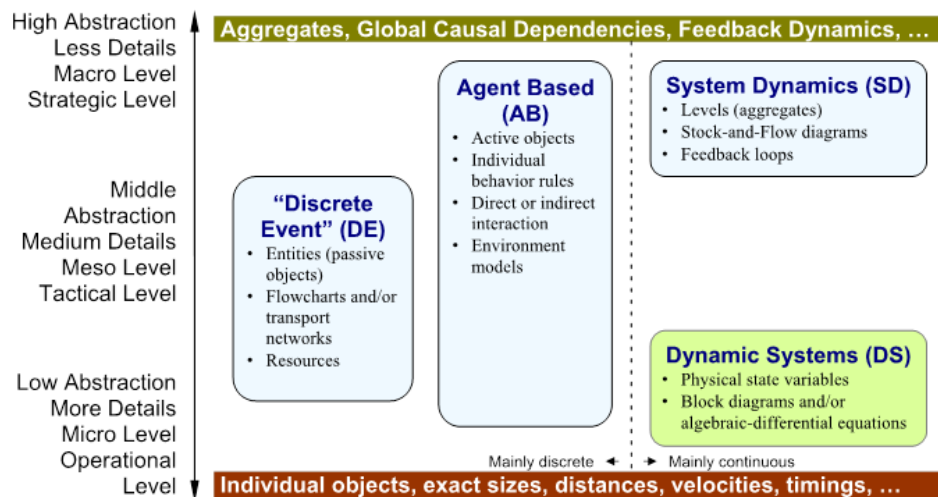 High Abstraction
Less Details
Macro Level
Strategic Level
Middle
Abstraction
Medium Details
Meso Level
Tactical Level
Low Abstraction
More Details
Micro Level
Operational
Level
Aggregates, Global Causal Dependencies, Feedback Dynamics, …
“Discrete
Event” (DE)
• Entities (passive
objects)
• Flowcharts and/or
transport
networks
• Resources
Agent Based
(AB)
• Active objects
• Individual
behavior rules
• Direct or indirect
interaction
• Environment
models
System Dynamics (SD)
• Levels (aggregates)
• Stock-and-Flow diagrams
• Feedback loops
Dynamic Systems (DS)
• Physical state variables
• Block diagrams and/or
algebraic-differential equations
Mainly discrete
Mainly continuous
Individual objects, exact sizes, distances, velocities, timings, …